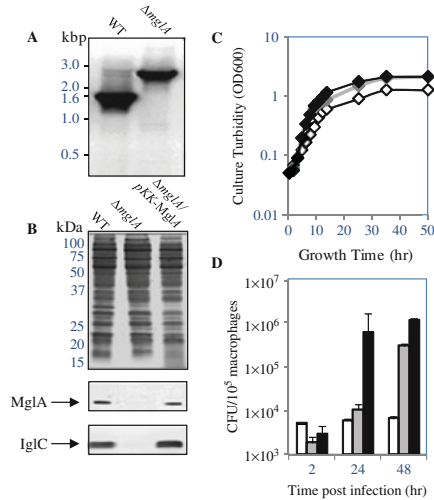 A
kbp
WT
ΔmglA
3.0
2.0
1.6
1.0
0.5
B
kDa
WT
ΔmglA
ΔmglA/
pKK-MglA
100
75
50
37
25
20
15
MglA
IglC
C
Culture Turbidity (OD600)
10
1
0.1
0.01
0 10 20 30 40 50
Growth Time (hr)
D
CFU/10⁵ macrophages
1×10⁷
1×10⁶
1×10⁵
1×10⁴
1×10³
2 24 48
Time post infection (hr)